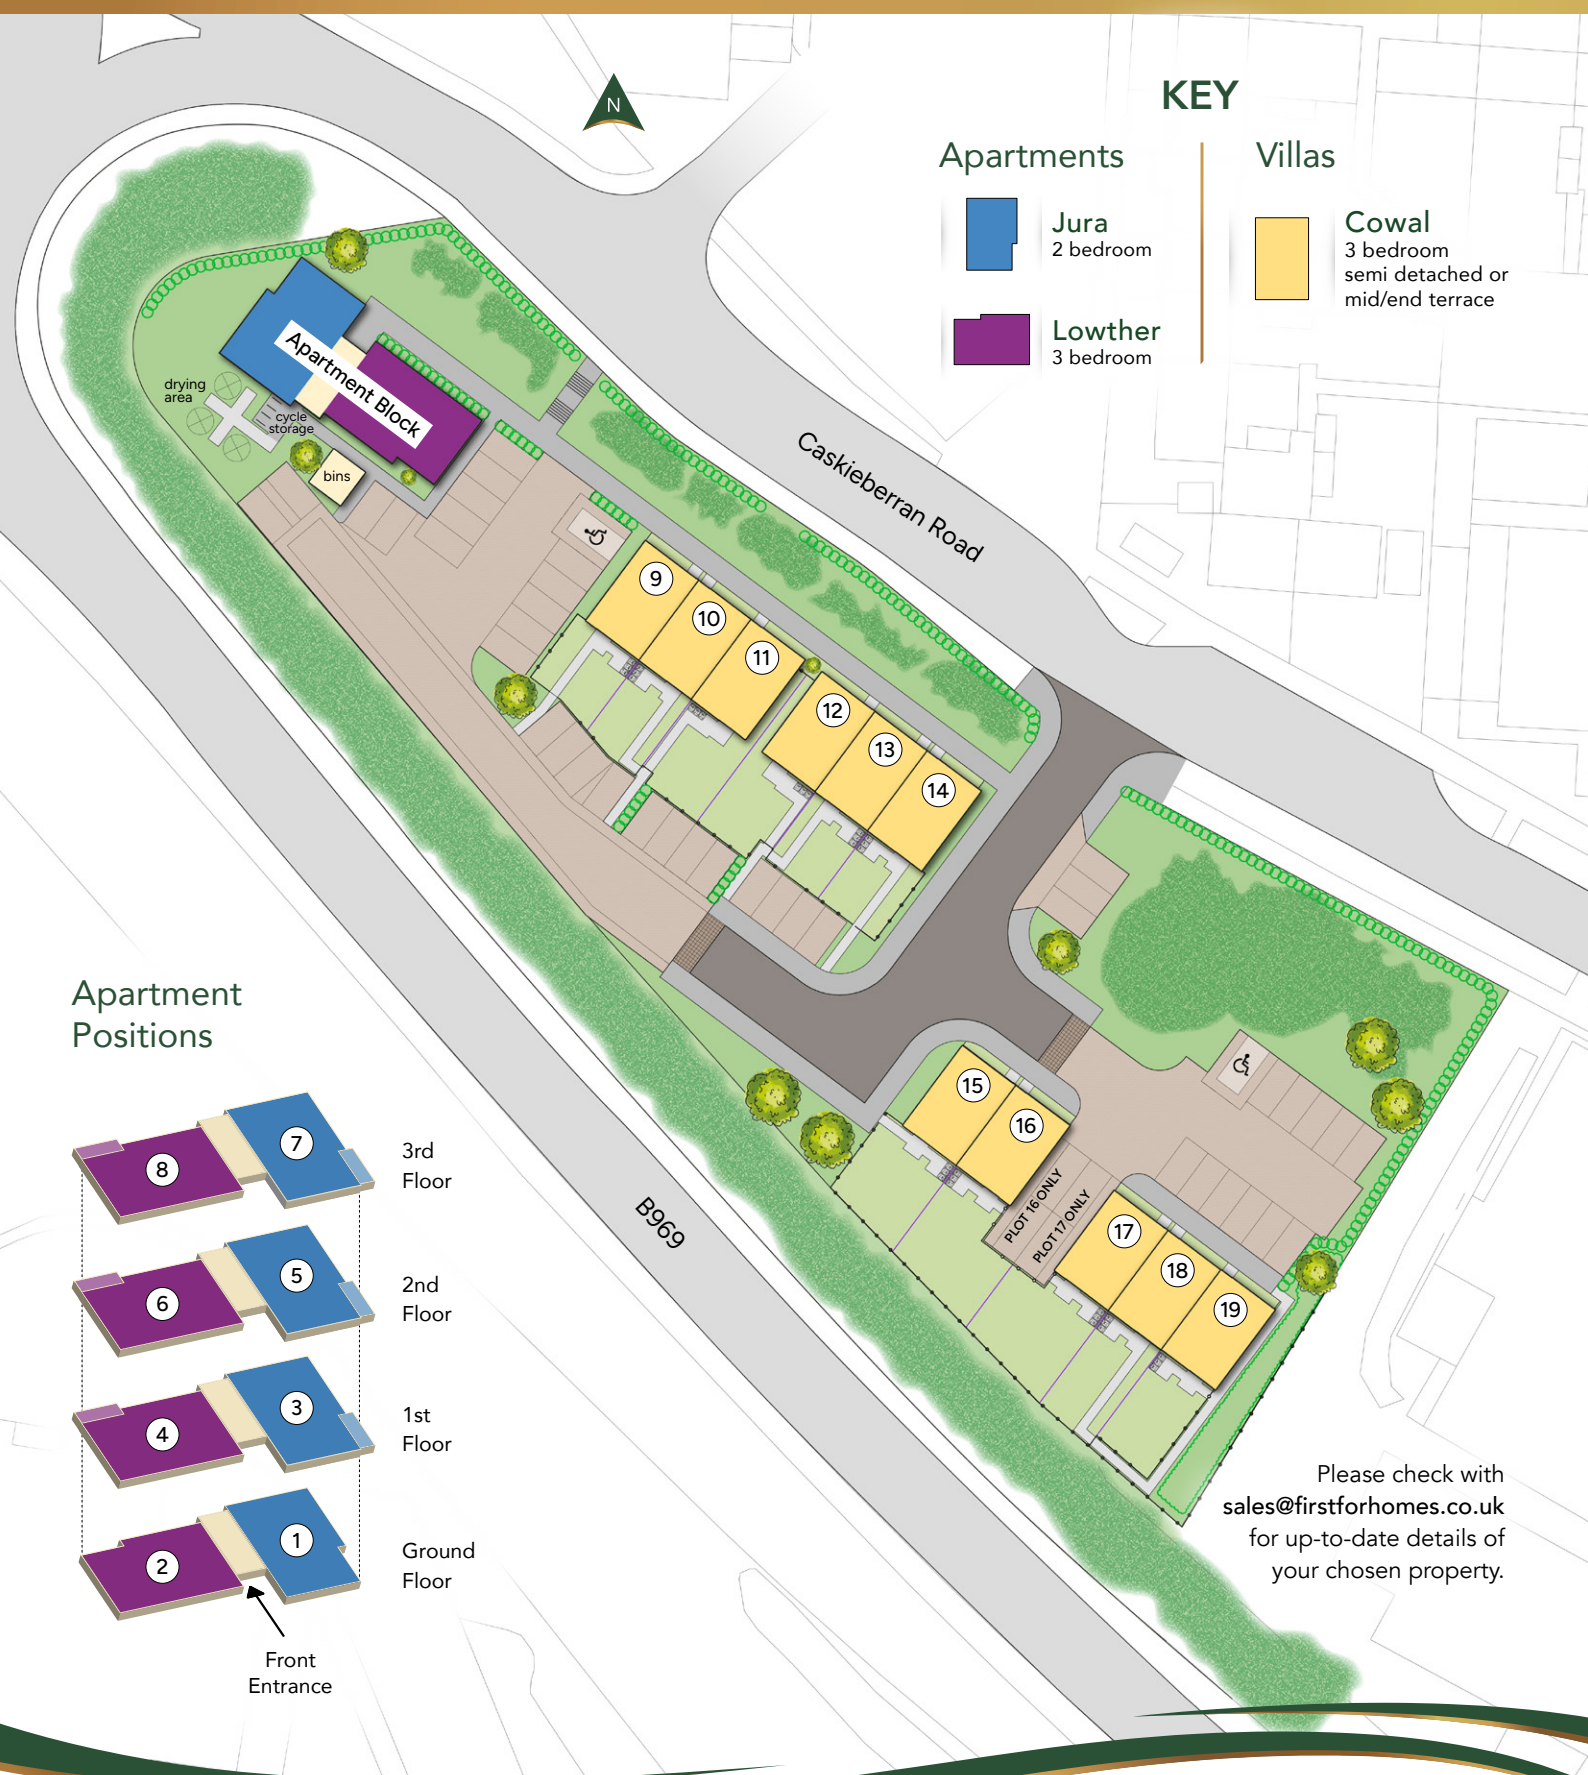 N
KEY
Apartments
Jura
2 bedroom
Lowther
3 bedroom
Villas
Cowal
3 bedroom
semi detached or
mid/end terrace
Apartment Block
drying
area
cycle
storage
bins
Caskieberran Road
9
10
11
12
13
14
15
16
PLOT 16 ONLY
PLOT 17 ONLY
17
18
19
B969
Apartment
Positions
8
7
3rd
Floor
6
5
2nd
Floor
4
3
1st
Floor
2
1
Ground
Floor
Front
Entrance
Please check with
sales@firstforhomes.co.uk
for up-to-date details of
your chosen property.